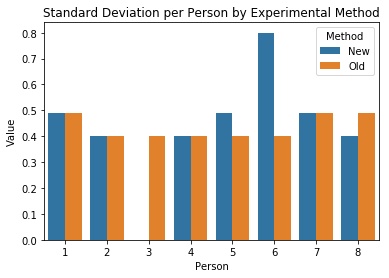 Standard Deviation per Person by Experimental Method
Method
New
Old
Value
0.8
0.7
0.6
0.5
0.4
0.3
0.2
0.1
0.0
1 2 3 4 5 6 7 8
Person